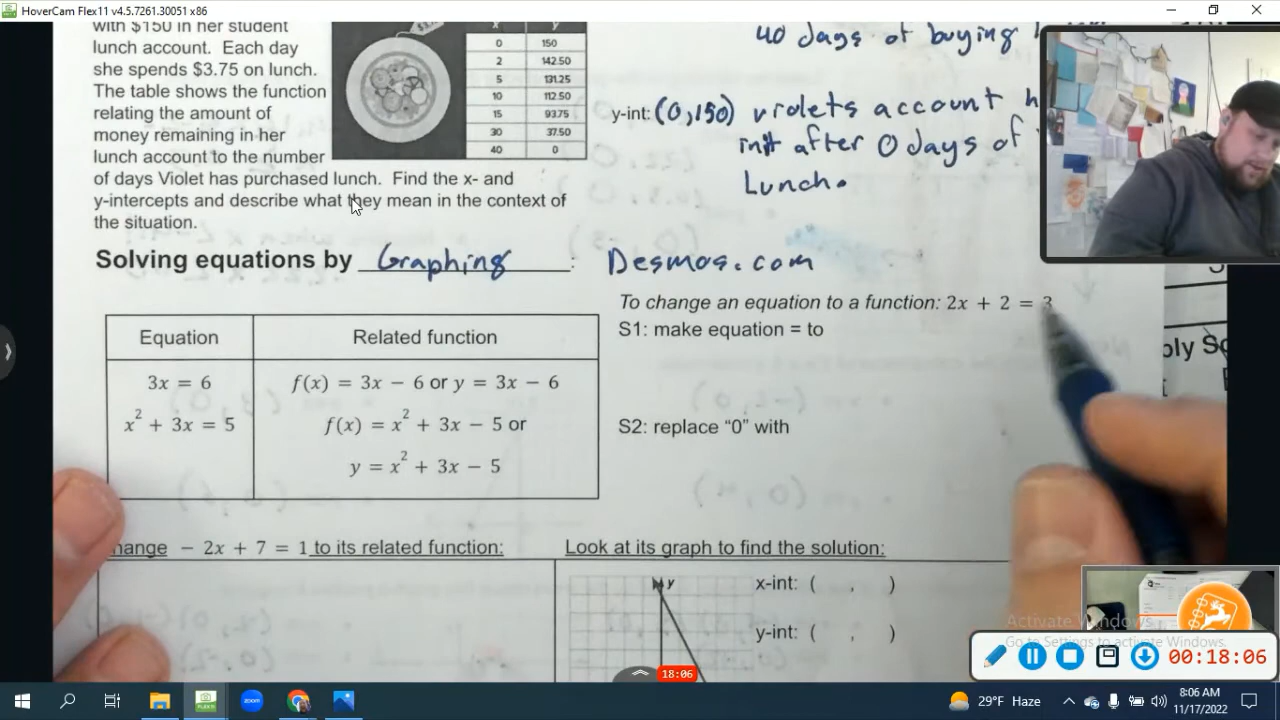 HoverCam Flex11 v4.5.7261.30051 x86
with $150 in her student
lunch account. Each day
she spends $3.75 on lunch.
The table shows the function
relating the amount of
money remaining in her
lunch account to the number
of days Violet has purchased lunch. Find the x- and
y-intercepts and describe what they mean in the context of
the situation.
x y
0 150
2 142.50
5 131.25
10 112.50
15 93.75
30 37.50
40 0
40 days of buying
y-int: (0,150) violets account h
in it after 0 days of
Lunch.
Solving equations by Graphing : Desmos.com
Equation Related function
3x = 6 f(x) = 3x − 6 or y = 3x − 6
x² + 3x = 5 f(x) = x² + 3x − 5 or
y = x² + 3x − 5
To change an equation to a function: 2x + 2 = 3
S1: make equation = to
S2: replace "0" with
ply So
hange − 2x + 7 = 1 to its related function:
Look at its graph to find the solution:
y
x-int: ( , )
y-int: ( , )
Activate Windows
Go to Settings to activate Windows.
00:18:06
18:06
zoom
29°F Haze
8:06 AM
11/17/2022